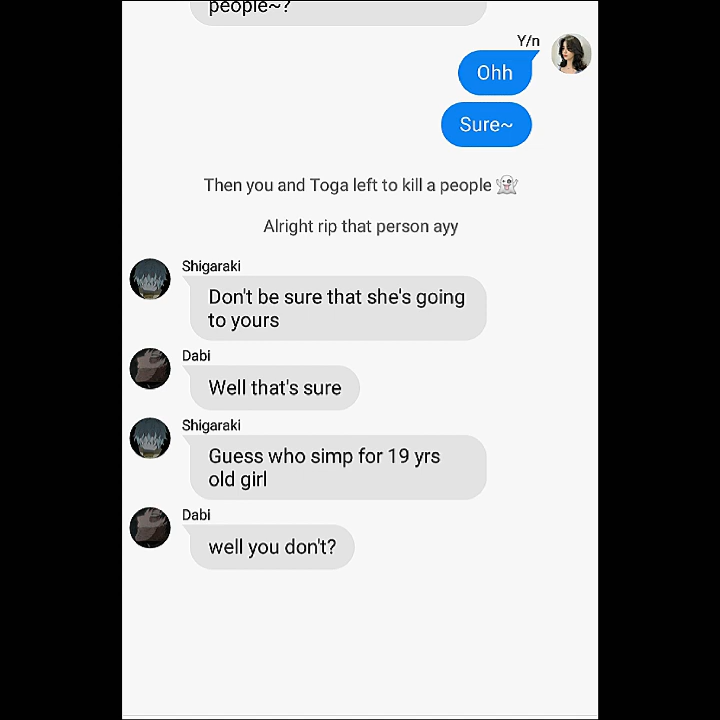 people~?
Y/n
Ohh
Sure~
Then you and Toga left to kill a people 👻
Alright rip that person ayy
Shigaraki
Don't be sure that she's going
to yours
Dabi
Well that's sure
Shigaraki
Guess who simp for 19 yrs
old girl
Dabi
well you don't?